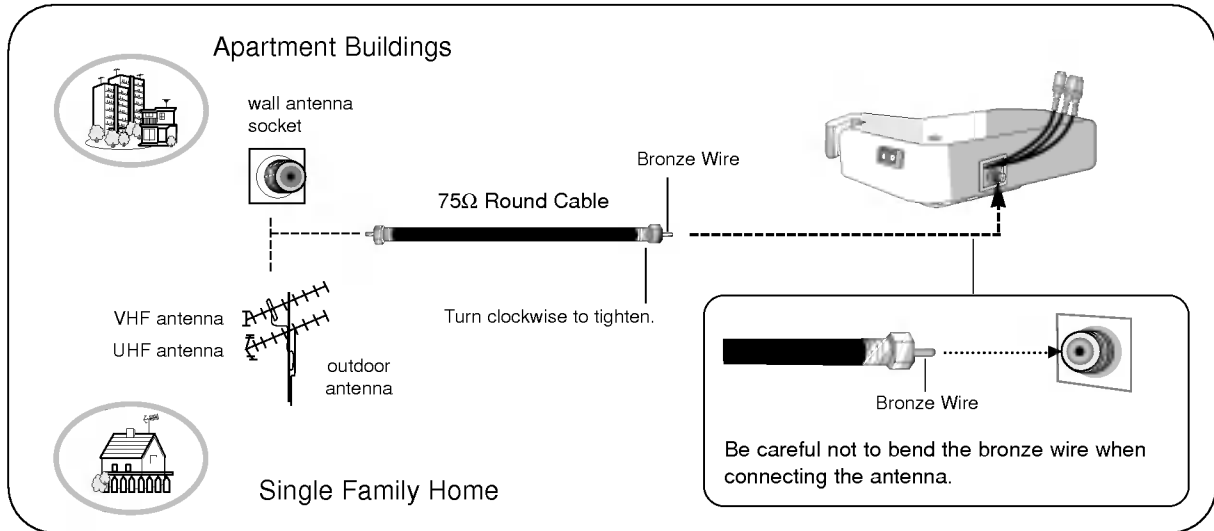 Apartment Buildings
wall antenna
socket
Bronze Wire
75Ω Round Cable
Turn clockwise to tighten.
VHF antenna
UHF antenna
outdoor
antenna
Bronze Wire
Be careful not to bend the bronze wire when
connecting the antenna.
Single Family Home